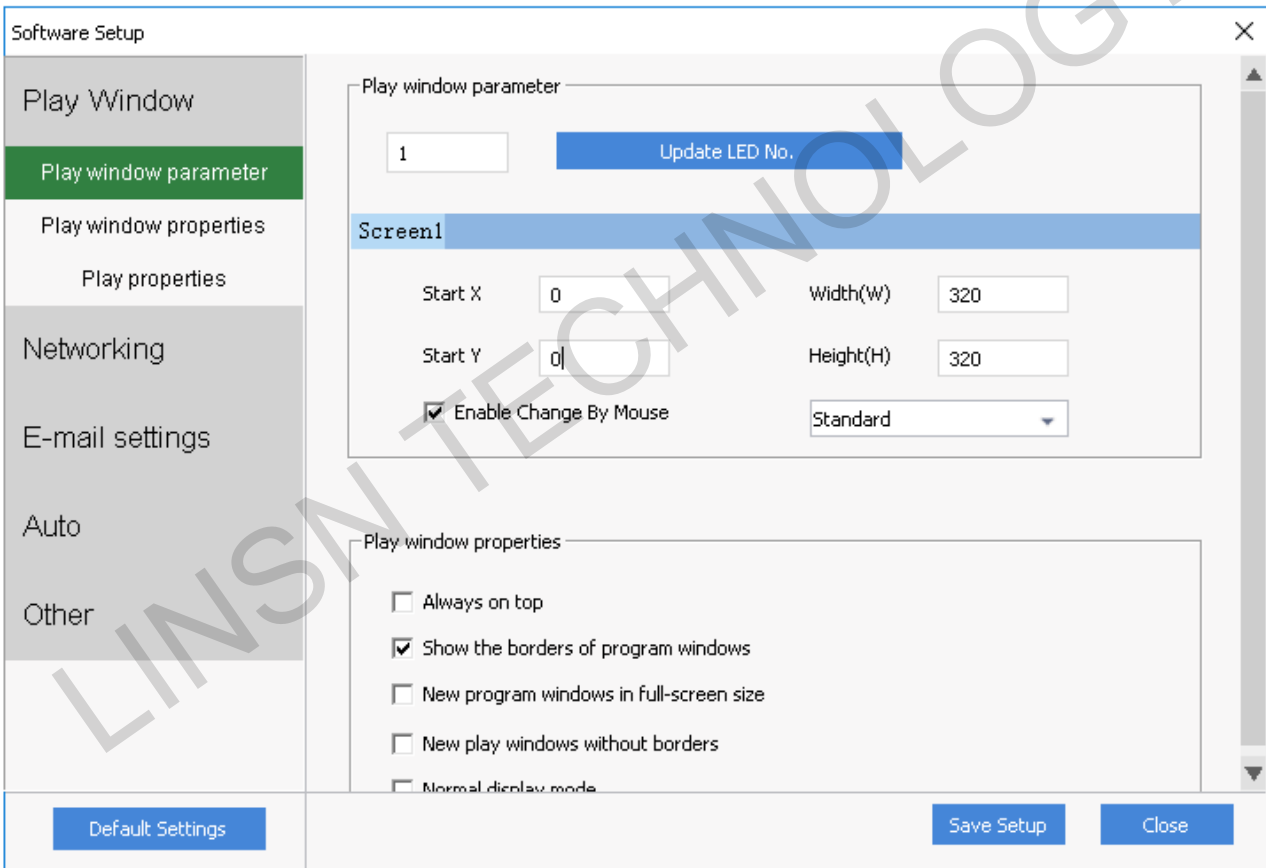 Software Setup
Play Window
Play window parameter
Play window properties
Play properties
Networking
E-mail settings
Auto
Other
Default Settings
Play window parameter
1
Update LED No.
Screen1
Start X 0 Width(W) 320
Start Y 0 Height(H) 320
Enable Change By Mouse Standard
Play window properties
Always on top
Show the borders of program windows
New program windows in full-screen size
New play windows without borders
Normal display mode
Save Setup Close
LINSN TECHNOLOG